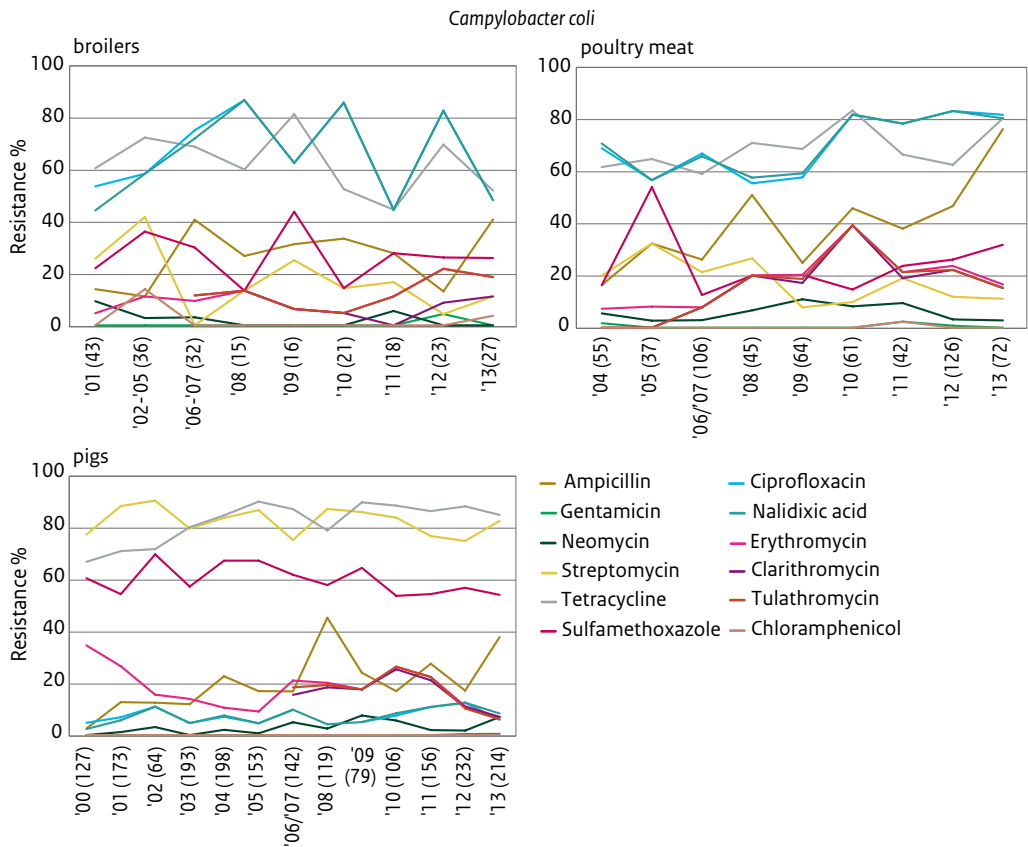 Campylobacter coli
broilers
100
80
60
40
20
0
Resistance %
'01 (43)
'02-'05 (36)
'06-'07 (32)
'08 (15)
'09 (16)
'10 (21)
'11 (18)
'12 (23)
'13(27)
poultry meat
100
80
60
40
20
0
'04 (55)
'05 (37)
'06/'07 (106)
'08 (45)
'09 (64)
'10 (61)
'11 (42)
'12 (126)
'13 (72)
pigs
100
80
60
40
20
0
Resistance %
'00 (127)
'01 (173)
'02 (64)
'03 (193)
'04 (198)
'05 (153)
'06/'07 (142)
'08 (119)
'09
(79)
'10 (106)
'11 (156)
'12 (232)
'13 (214)
Ampicillin
Gentamicin
Neomycin
Streptomycin
Tetracycline
Sulfamethoxazole
Ciprofloxacin
Nalidixic acid
Erythromycin
Clarithromycin
Tulathromycin
Chloramphenicol